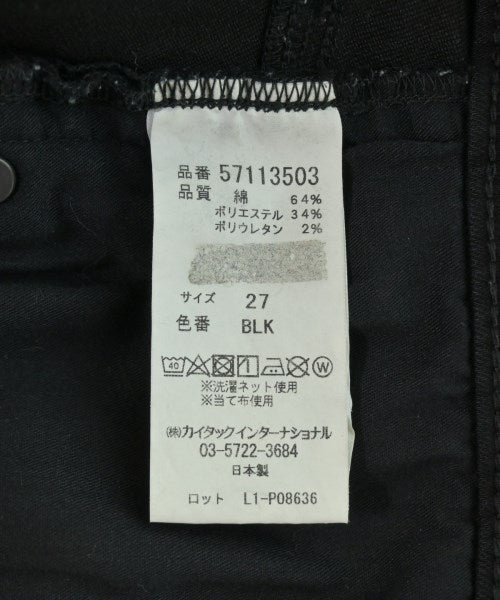 品番 57113503
品質 綿 64%
ポリエステル 34%
ポリウレタン 2%
サイズ 27
色番 BLK
40 W
※洗濯ネット使用
※当て布使用
㈱カイタックインターナショナル
03-5722-3684
日本製
ロット L1-P08636